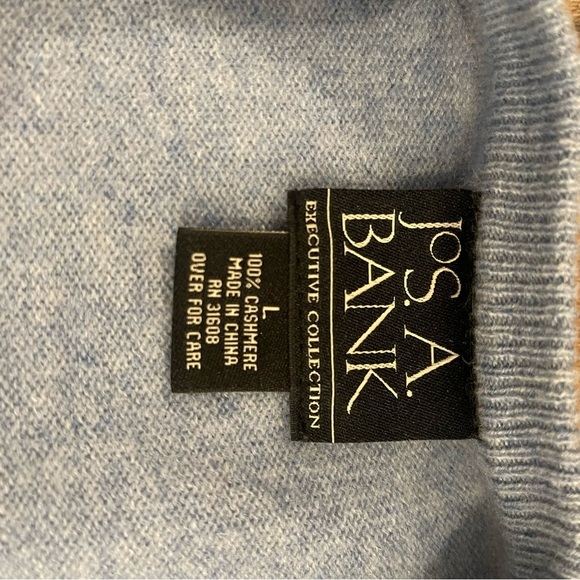 JoS. A.
BANK
EXECUTIVE COLLECTION
L
100% CASHMERE
MADE IN CHINA
RN 31608
OVER FOR CARE